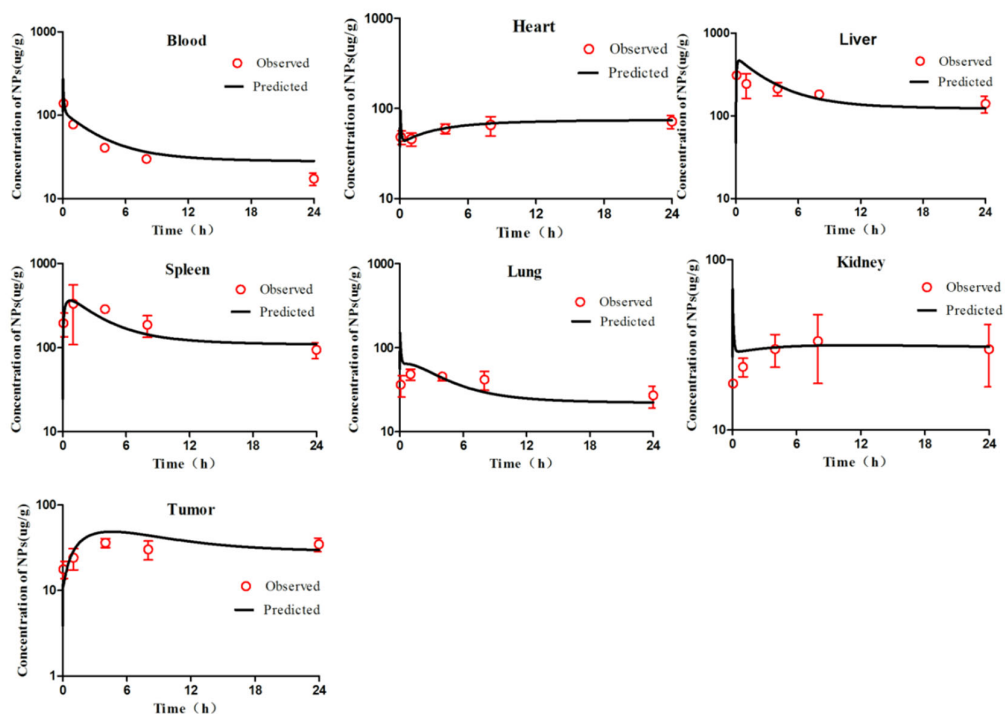 Blood
Concentration of NPs(ug/g)
1000
100
10
Observed
Predicted
0 6 12 18 24
Time（h）
Heart
Concentration of NPs(ug/g)
1000
100
10
Observed
Predicted
0 6 12 18 24
Time（h）
Liver
Concentration of NPs(ug/g)
1000
100
10
Observed
Predicted
0 6 12 18 24
Time（h）
Spleen
Concentration of NPs(ug/g)
1000
100
10
Observed
Predicted
0 6 12 18 24
Time（h）
Lung
Concentration of NPs(ug/g)
1000
100
10
Observed
Predicted
0 6 12 18 24
Time（h）
Kidney
Concentration of NPs(ug/g)
100
10
Observed
Predicted
0 6 12 18 24
Time（h）
Tumor
Concentration of NPs(ug/g)
100
10
1
Observed
Predicted
0 6 12 18 24
Time（h）